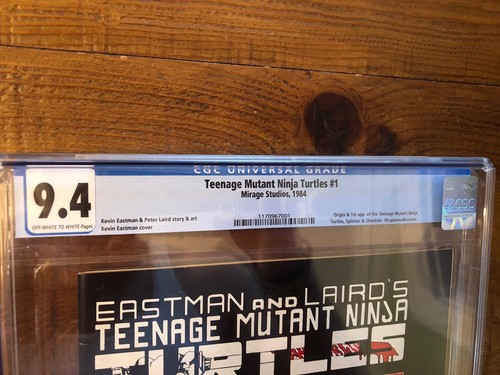 CGC UNIVERSAL GRADE
9.4
OFF-WHITE TO WHITE Pages
Teenage Mutant Ninja Turtles #1
Mirage Studios, 1984
Kevin Eastman & Peter Laird story & art
Kevin Eastman cover
1170967001
Origin & 1st app. of the Teenage Mutant Ninja
Turtles, Splinter & Shredder. Wraparound cover.
CGC
EASTMAN AND LAIRD'S
TEENAGE MUTANT NINJA
TURTLES